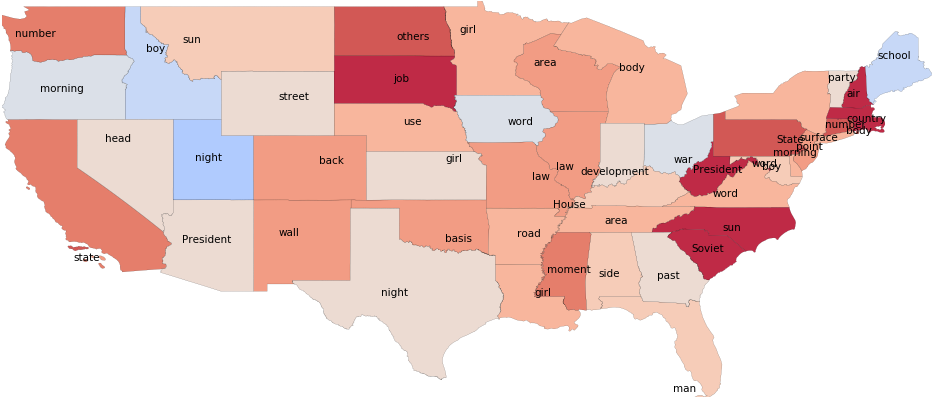 number
boy
sun
others
girl
area
body
school
morning
street
job
use
word
party
air
country
number
body
head
night
back
girl
law
law
development
war
State
surface
point
morning
President
word
boy
word
House
President
wall
basis
road
area
sun
Soviet
state
night
girl
moment
side
past
man